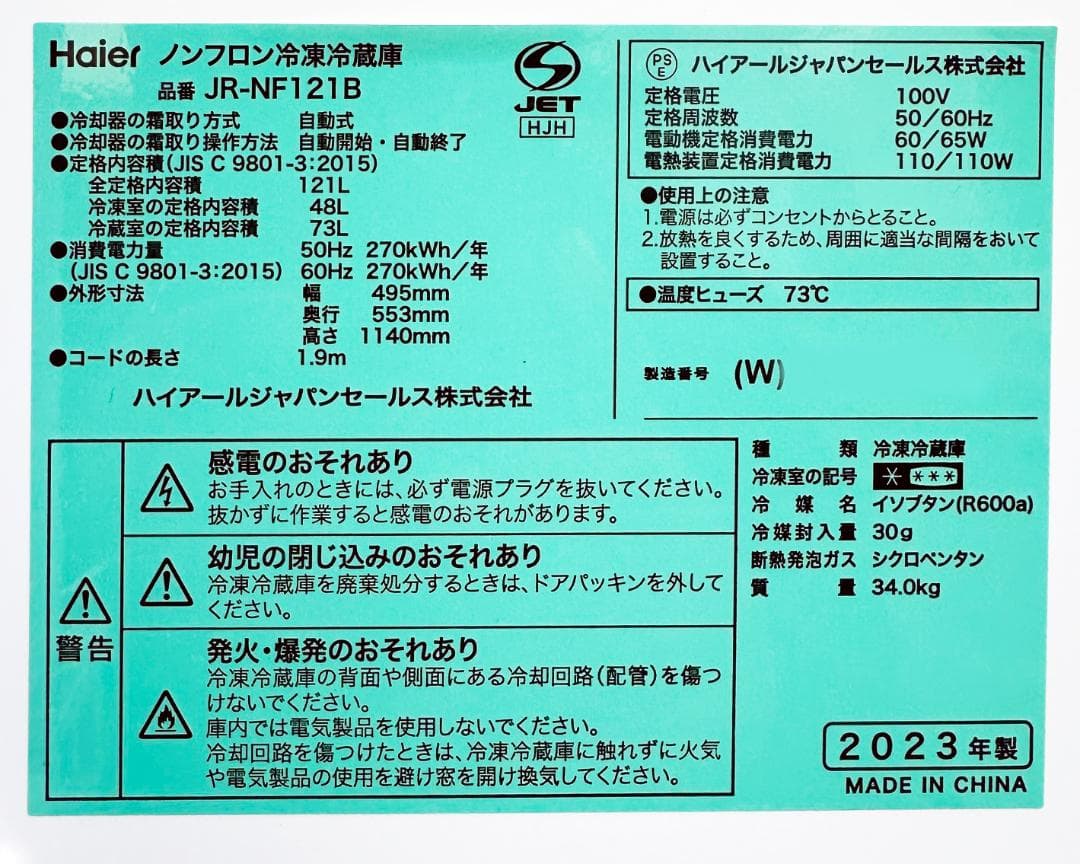 Haier ノンフロン冷凍冷蔵庫
品番 JR-NF121B
●冷却器の霜取り方式 自動式
●冷却器の霜取り操作方法 自動開始・自動終了
●定格内容積(JIS C 9801-3:2015)
全定格内容積 121L
冷凍室の定格内容積 48L
冷蔵室の定格内容積 73L
●消費電力量 50Hz 270kWh/年
(JIS C 9801-3:2015) 60Hz 270kWh/年
●外形寸法 幅 495mm
奥行 553mm
高さ 1140mm
●コードの長さ 1.9m
ハイアールジャパンセールス株式会社
JET
HJH
PSE ハイアールジャパンセールス株式会社
定格電圧 100V
定格周波数 50/60Hz
電動機定格消費電力 60/65W
電熱装置定格消費電力 110/110W
●使用上の注意
1.電源は必ずコンセントからとること。
2.放熱を良くするため、周囲に適当な間隔をおいて
設置すること。
●温度ヒューズ 73℃
製造番号 (W)
警告
感電のおそれあり
お手入れのときには、必ず電源プラグを抜いてください。
抜かずに作業すると感電のおそれがあります。
幼児の閉じ込みのおそれあり
冷凍冷蔵庫を廃棄処分するときは、ドアパッキンを外して
ください。
発火・爆発のおそれあり
冷凍冷蔵庫の背面や側面にある冷却回路(配管)を傷つ
けないでください。
庫内では電気製品を使用しないでください。
冷却回路を傷つけたときは、冷凍冷蔵庫に触れずに火気
や電気製品の使用を避け窓を開け換気してください。
種類 冷凍冷蔵庫
冷凍室の記号 * ***
冷媒名 イソブタン(R600a)
冷媒封入量 30g
断熱発泡ガス シクロペンタン
質量 34.0kg
2023年製
MADE IN CHINA